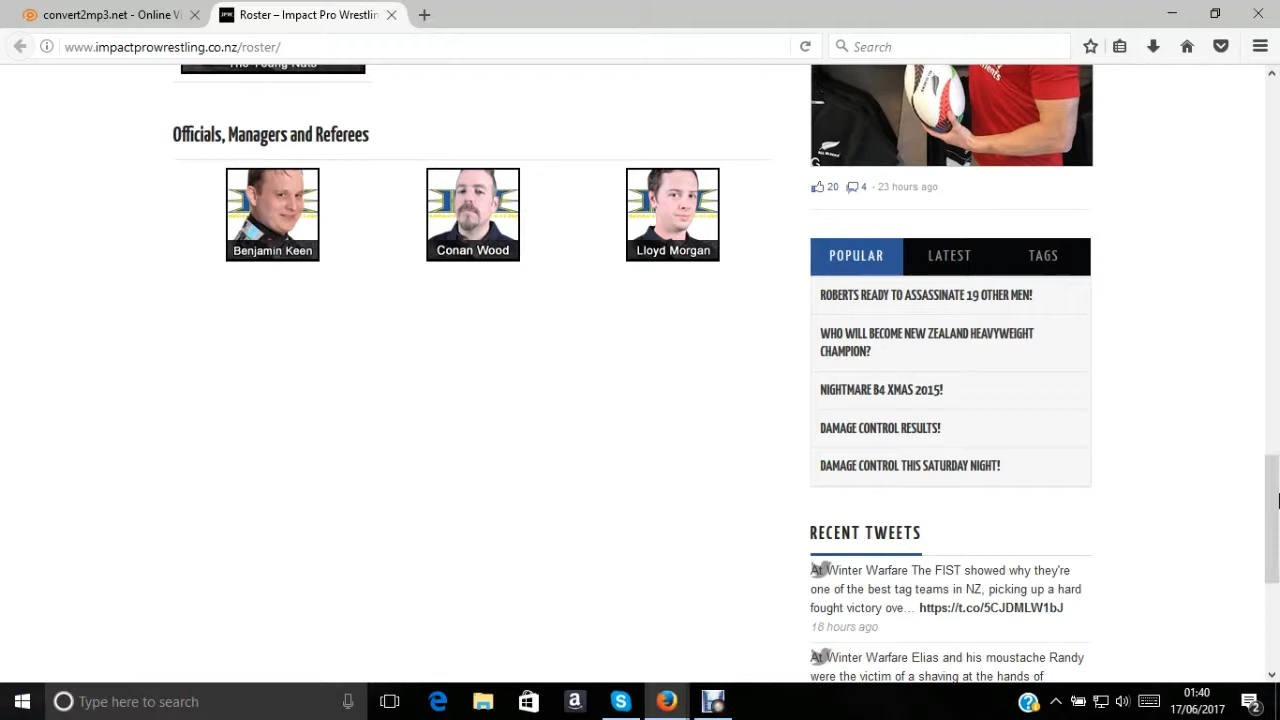 convert2mp3.net - Online
Roster – Impact Pro Wrestlin
www.impactprowrestling.co.nz/roster/
Search
The Young Nats
Officials, Managers and Referees
Benjamin Keen
Conan Wood
Lloyd Morgan
20 4 · 23 hours ago
POPULAR LATEST TAGS
ROBERTS READY TO ASSASSINATE 19 OTHER MEN!
WHO WILL BECOME NEW ZEALAND HEAVYWEIGHT
CHAMPION?
NIGHTMARE B4 XMAS 2015!
DAMAGE CONTROL RESULTS!
DAMAGE CONTROL THIS SATURDAY NIGHT!
RECENT TWEETS
At Winter Warfare The FIST showed why they're
one of the best tag teams in NZ, picking up a hard
fought victory ove… https://t.co/5CJDMLW1bJ
18 hours ago
At Winter Warfare Elias and his moustache Randy
were the victim of a shaving at the hands of
Type here to search
01:40
17/06/2017
2